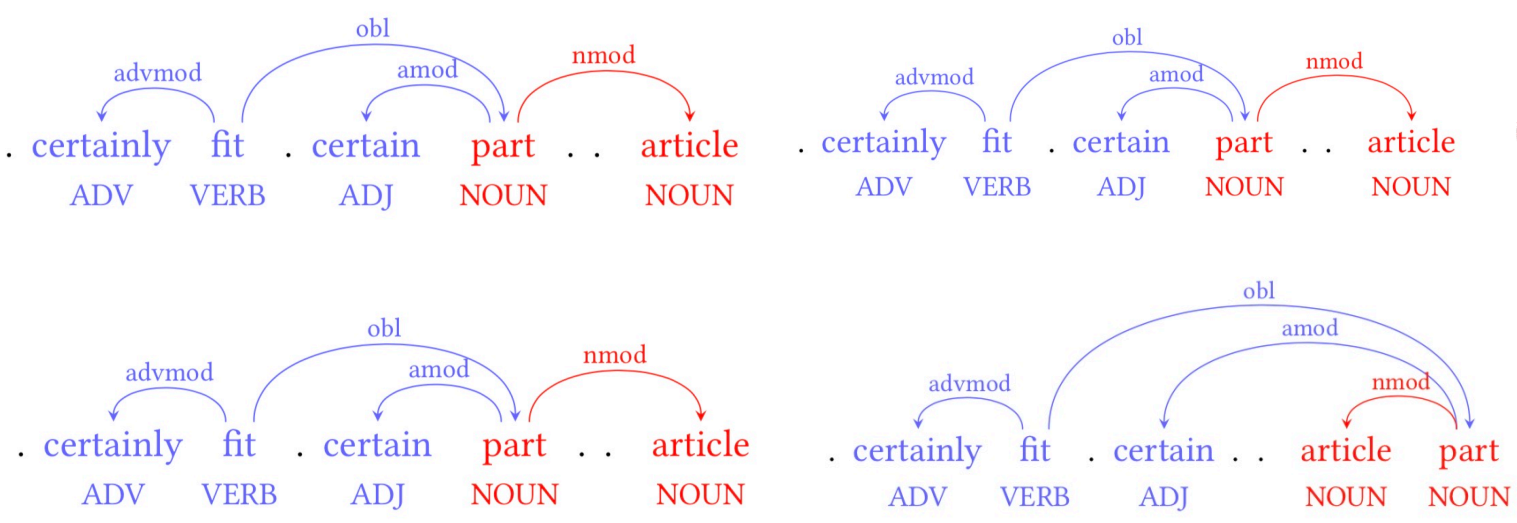 obl
nmod
advmod
amod
. certainly fit . certain part . . article
ADV VERB ADJ NOUN NOUN
obl
nmod
advmod
amod
. certainly fit . certain part . . article
ADV VERB ADJ NOUN NOUN
obl
nmod
advmod
amod
. certainly fit . certain part . . article
ADV VERB ADJ NOUN NOUN
obl
amod
advmod
nmod
. certainly fit . certain . . article part
ADV VERB ADJ NOUN NOUN